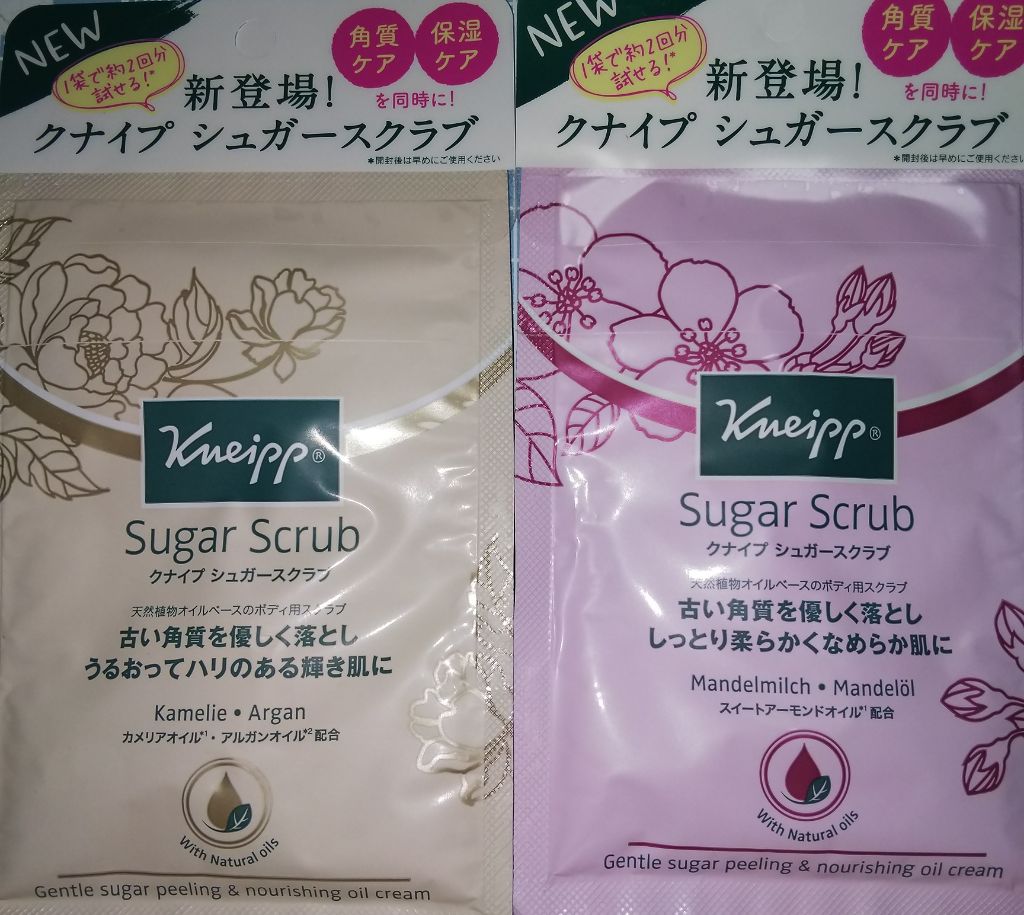 NEW
1袋で約2回分
試せる!*
角質
ケア
保湿
ケア
を同時に!
新登場!
クナイプ シュガースクラブ
*開封後は早めにご使用ください
Kneipp®
Sugar Scrub
クナイプ シュガースクラブ
天然植物オイルベースのボディ用スクラブ
古い角質を優しく落とし
うるおってハリのある輝き肌に
Kamelie • Argan
カメリアオイル*1・アルガンオイル*2配合
With Natural oils
Gentle sugar peeling & nourishing oil cream
NEW
1袋で約2回分
試せる!*
角質
ケア
保湿
ケア
を同時に!
新登場!
クナイプ シュガースクラブ
*開封後は早めにご使用くださ
Kneipp®
Sugar Scrub
クナイプ シュガースクラブ
天然植物オイルベースのボディ用スクラブ
古い角質を優しく落とし
しっとり柔らかくなめらか肌に
Mandelmilch • Mandelöl
スイートアーモンドオイル*1配合
With Natural oils
Gentle sugar peeling & nourishing oil cream